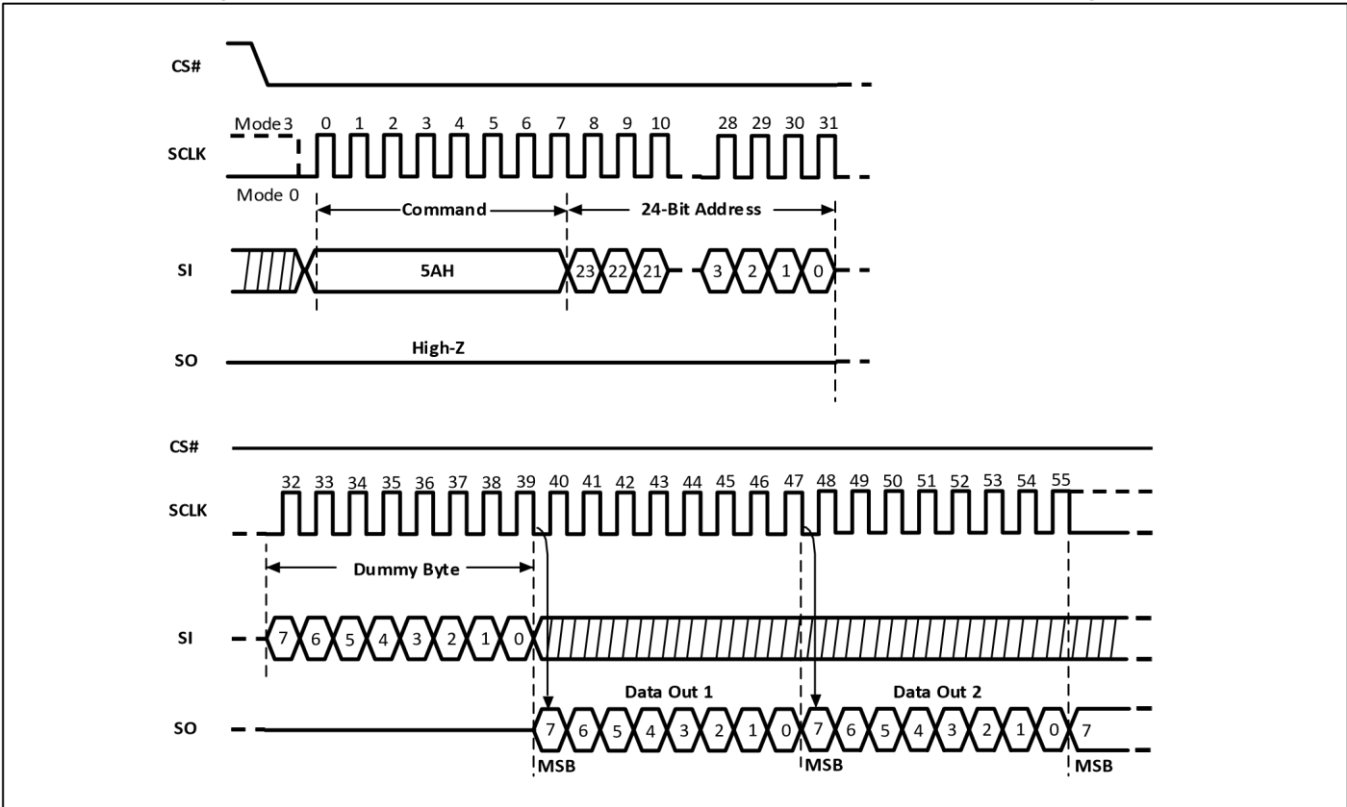 CS#
Mode3 0 1 2 3 4 5 6 7 8 9 10 28 29 30 31
SCLK
Mode 0
Command 24-Bit Address
SI 5AH 23 22 21 3 2 1 0
High-Z
SO
CS#
32 33 34 35 36 37 38 39 40 41 42 43 44 45 46 47 48 49 50 51 52 53 54 55
SCLK
Dummy Byte
SI 7 6 5 4 3 2 1 0
Data Out 1 Data Out 2
SO 7 6 5 4 3 2 1 0 7 6 5 4 3 2 1 0 7
MSB MSB MSB